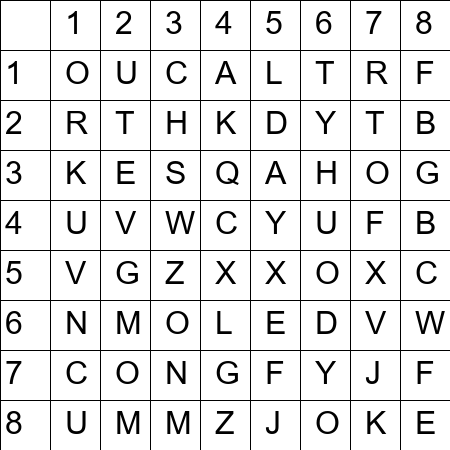 1 2 3 4 5 6 7 8
1 O U C A L T R F
2 R T H K D Y T B
3 K E S Q A H O G
4 U V W C Y U F B
5 V G Z X X O X C
6 N M O L E D V W
7 C O N G F Y J F
8 U M M Z J O K E